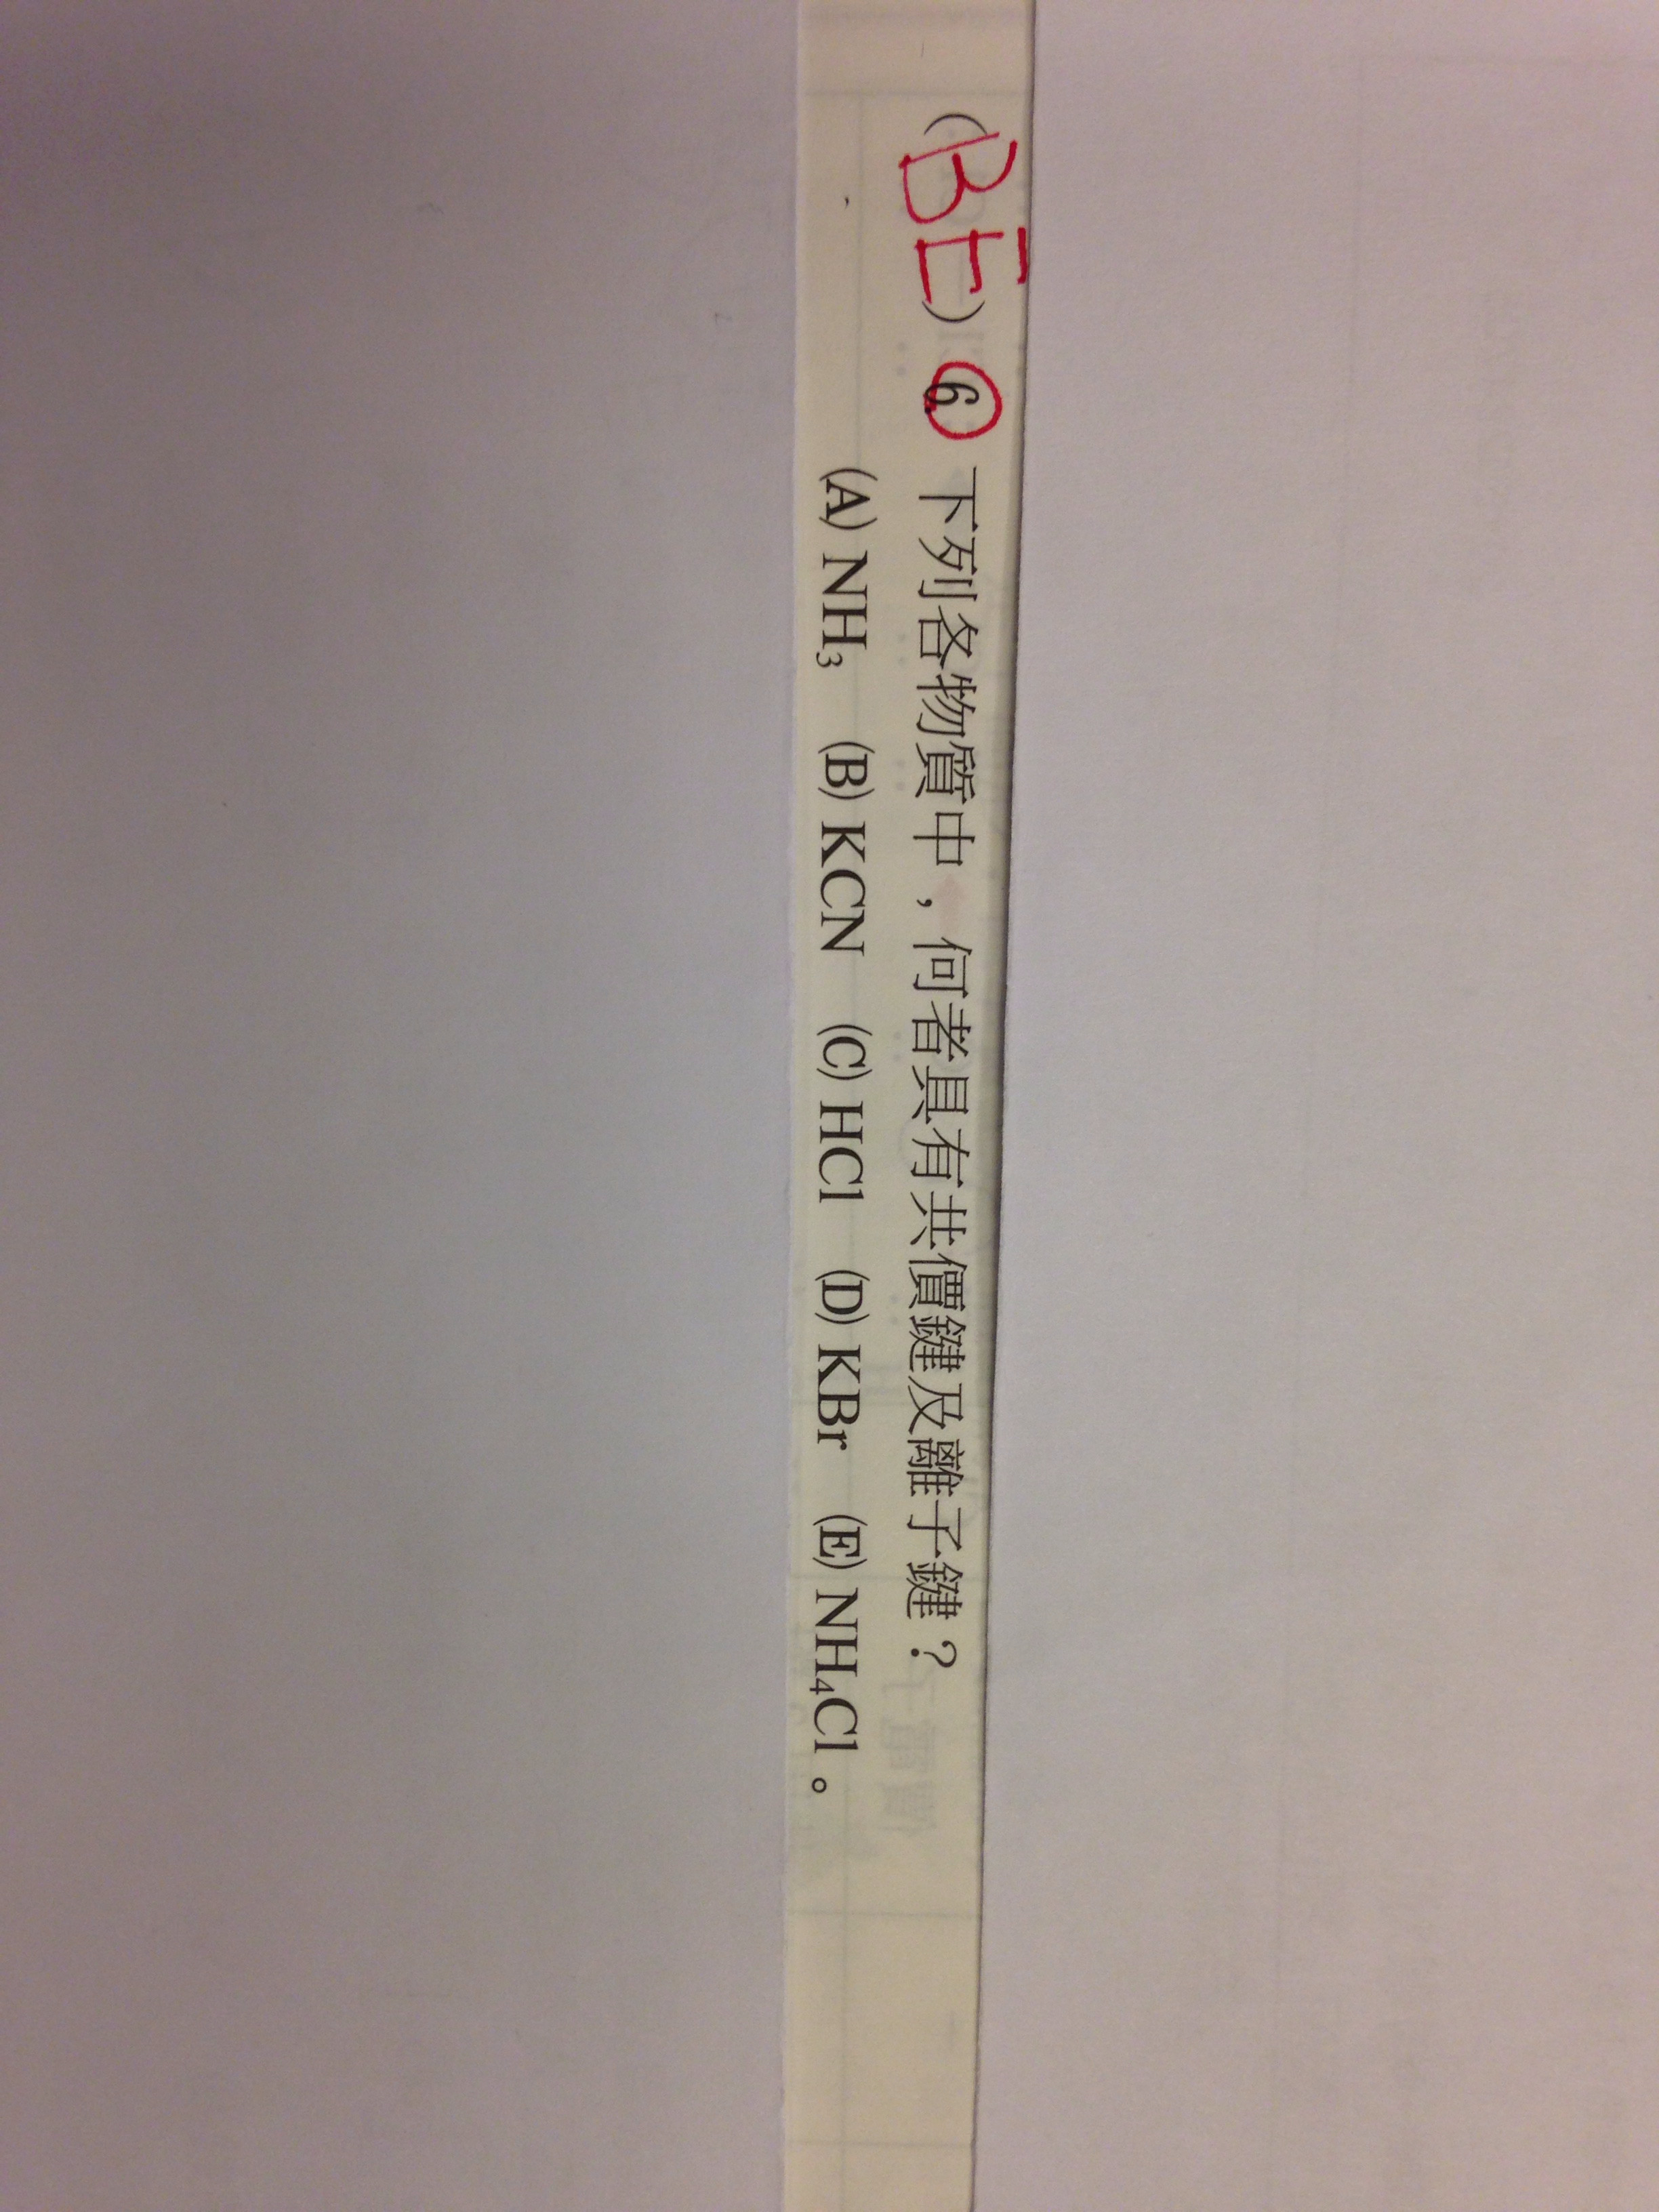 (BE) 6. 下列各物質中，何者具有共價鍵及離子鍵？
(A) NH₃ (B) KCN (C) HCl (D) KBr (E) NH₄Cl。